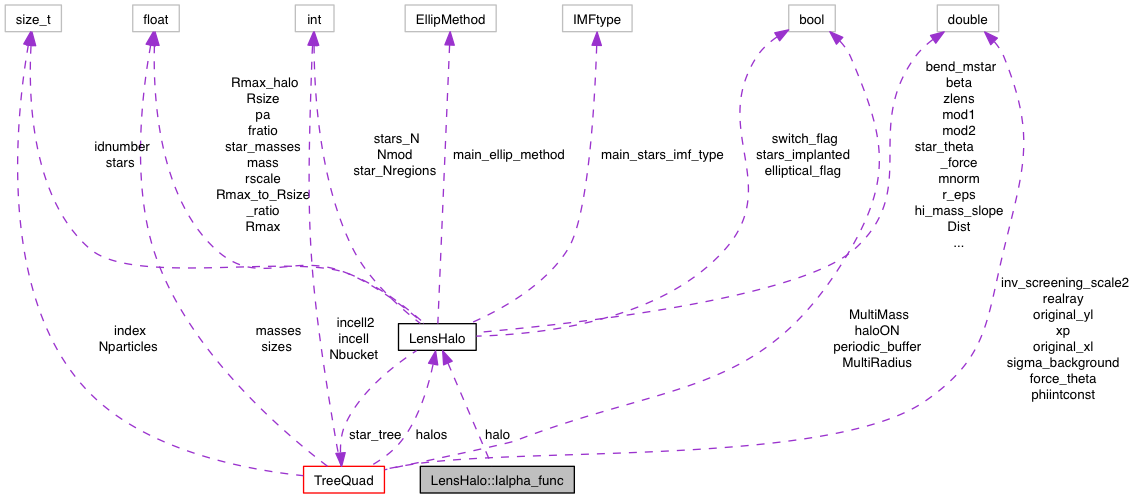 size_t
float
int
EllipMethod
IMFtype
bool
double
Rmax_halo
Rsize
pa
fratio
star_masses
mass
rscale
Rmax_to_Rsize
_ratio
Rmax
idnumber
stars
stars_N
Nmod
star_Nregions
main_ellip_method
main_stars_imf_type
switch_flag
stars_implanted
elliptical_flag
bend_mstar
beta
zlens
mod1
mod2
star_theta
_force
mnorm
r_eps
hi_mass_slope
Dist
...
index
Nparticles
masses
sizes
incell2
incell
Nbucket
LensHalo
MultiMass
haloON
periodic_buffer
MultiRadius
inv_screening_scale2
realray
original_yl
xp
original_xl
sigma_background
force_theta
phiintconst
star_tree
halos
halo
TreeQuad
LensHalo::Ialpha_func